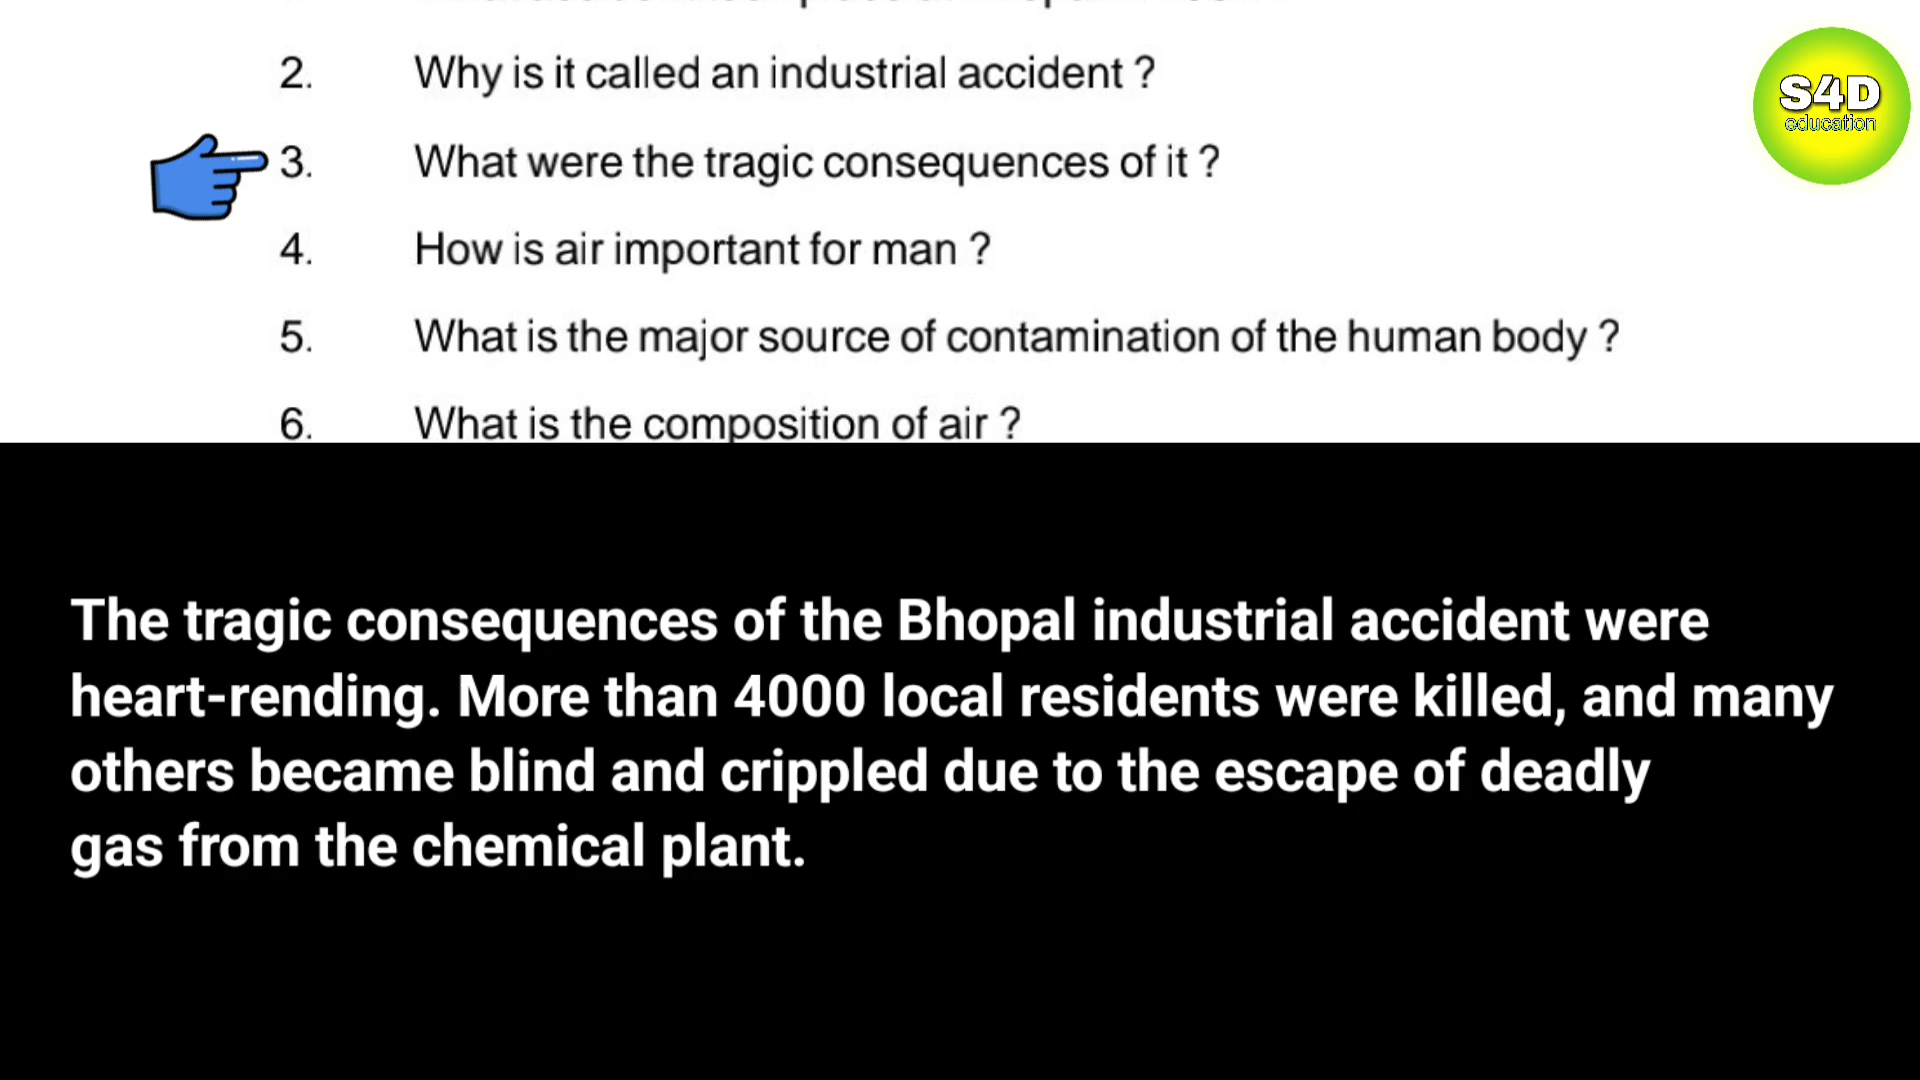 2. Why is it called an industrial accident ?
S4D
education
3. What were the tragic consequences of it ?
4. How is air important for man ?
5. What is the major source of contamination of the human body ?
6. What is the composition of air ?
The tragic consequences of the Bhopal industrial accident were
heart-rending. More than 4000 local residents were killed, and many
others became blind and crippled due to the escape of deadly
gas from the chemical plant.